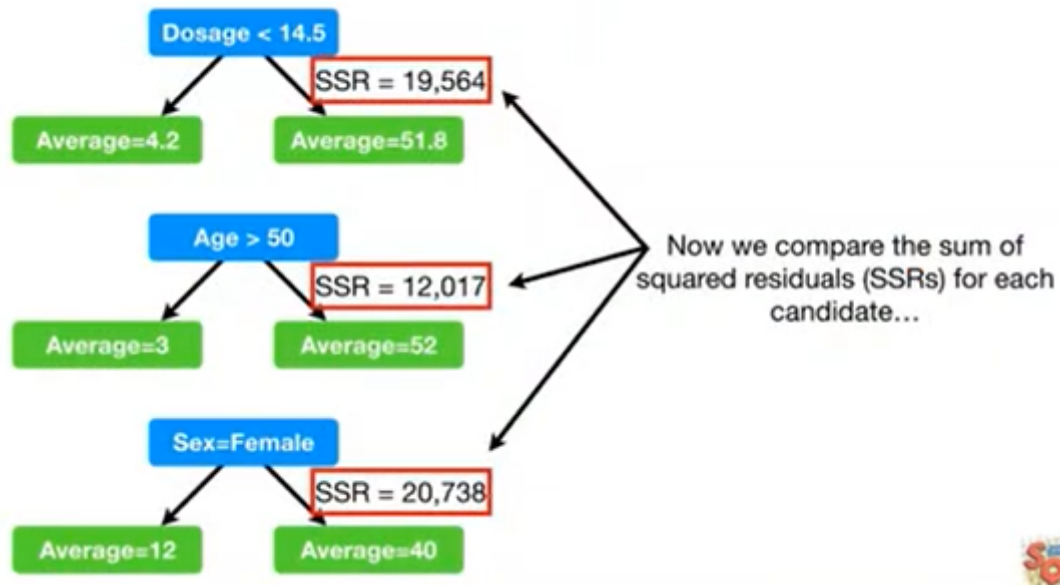 Dosage < 14.5
SSR = 19,564
Average=4.2
Average=51.8
Age > 50
SSR = 12,017
Average=3
Average=52
Sex=Female
SSR = 20,738
Average=12
Average=40
Now we compare the sum of
squared residuals (SSRs) for each
candidate...